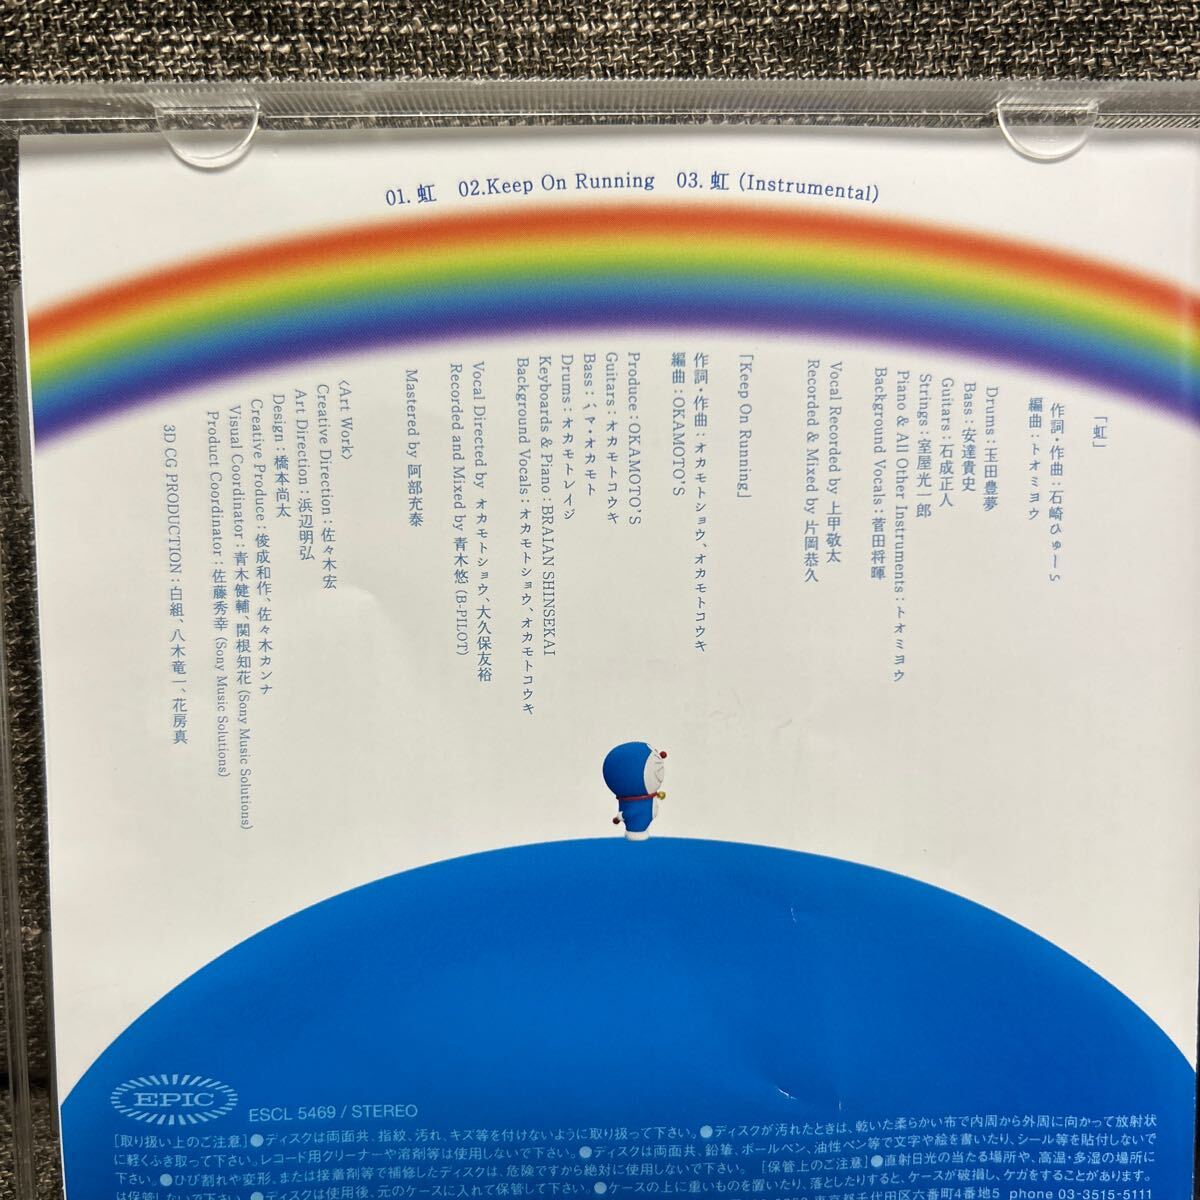 01. 虹　02.Keep On Running　03. 虹 (Instrumental)
「虹」
作詞・作曲：石崎ひゅーい
編曲：トオミヨウ
Drums：玉田豊夢
Bass：安達貴史
Guitars：石成正人
Strings：室屋光一郎
Piano & All Other Instruments：トオミヨウ
Background Vocals：菅田将暉
Vocal Recorded by 上甲敬太
Recorded & Mixed by 片岡恭久
「Keep On Running」
作詞・作曲：オカモトショウ、オカモトコウキ
編曲：OKAMOTO'S
Produce：OKAMOTO'S
Guitars：オカモトコウキ
Bass：ハマ・オカモト
Drums：オカモトレイジ
Keyboards & Piano：BRAIAN SHINSEKAI
Background Vocals：オカモトショウ、オカモトコウキ
Vocal Directed by オカモトショウ、大久保友裕
Recorded and Mixed by 青木悠 (B-PILOT)
Mastered by 阿部充泰
〈Art Work〉
Creative Direction：佐々木宏
Art Direction：浜辺明弘
Design：橋本尚太
Creative Produce：俊成和作、佐々木カンナ
Visual Coordinator：青木健輔、関根知花 (Sony Music Solutions)
Product Coordinator：佐藤秀幸 (Sony Music Solutions)
3D CG PRODUCTION：白組、八木竜一、花房真
EPIC
ESCL 5469 / STEREO
[取り扱い上のご注意]●ディスクは両面共、指紋、汚れ、キズ等を付けないように取り扱って下さい。●ディスクが汚れたときは、乾いた柔らかい布で内周から外周に向かって放射状
に軽くふき取って下さい。レコード用クリーナーや溶剤等は使用しないで下さい。●ディスクは両面共、鉛筆、ボールペン、油性ペン等で文字や絵を書いたり、シール等を貼付しないで
下さい。●ひび割れや変形、または接着剤等で補修したディスクは、危険ですから絶対に使用しないで下さい。[保管上のご注意]●直射日光の当たる場所や、高温・多湿の場所に
は保管しないで下さい。●ディスクは使用後、元のケースに入れて保管して下さい。●ケースの上に重いものを置いたり、落としたりすると、ケースが破損し、ケガをすることがあります。
東京都千代田区六番町4番地5 phone 03-3515-5111